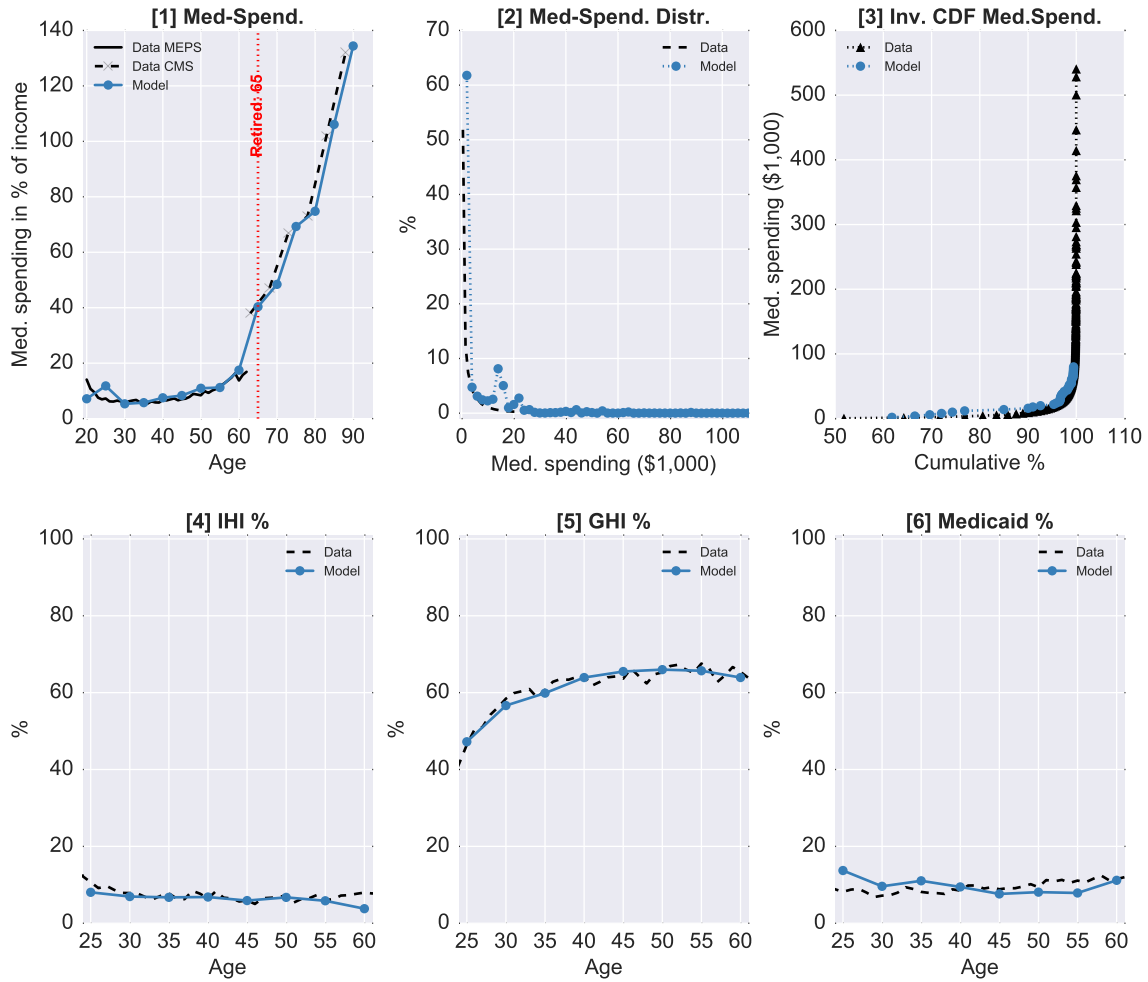 [1] Med-Spend.
140
120
100
80
60
40
20
0
Med. spending in % of income
Data MEPS
Data CMS
Model
Retired: 65
20 30 40 50 60 70 80 90
Age
[2] Med-Spend. Distr.
70
60
50
40
30
20
10
0
%
Data
Model
0 20 40 60 80 100
Med. spending ($1,000)
[3] Inv. CDF Med.Spend.
600
500
400
300
200
100
0
Med. spending ($1,000)
Data
Model
50 60 70 80 90 100 110
Cumulative %
[4] IHI %
100
80
60
40
20
0
%
Data
Model
25 30 35 40 45 50 55 60
Age
[5] GHI %
100
80
60
40
20
0
%
Data
Model
25 30 35 40 45 50 55 60
Age
[6] Medicaid %
100
80
60
40
20
0
%
Data
Model
25 30 35 40 45 50 55 60
Age